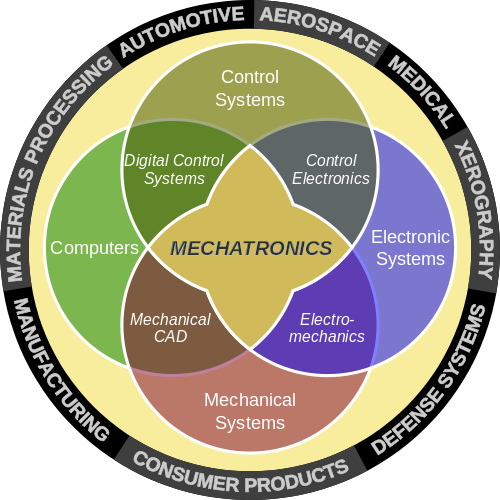 AUTOMOTIVE
AEROSPACE
MEDICAL
XEROGRAPHY
DEFENSE SYSTEMS
CONSUMER PRODUCTS
MANUFACTURING
MATERIALS PROCESSING
Control
Systems
Digital Control
Systems
Control
Electronics
Computers
MECHATRONICS
Electronic
Systems
Mechanical
CAD
Electro-
mechanics
Mechanical
Systems